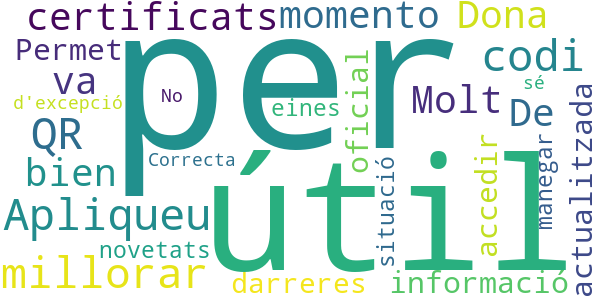 certificats
momento
Dona
Permet
per
va
codi
d'excepció
No
eines
oficial
Molt
De
sé
QR
Correcta
bien
útil
situació
accedir
manegar
actualitzada
Apliqueu
novetats
millorar
darreres
informació